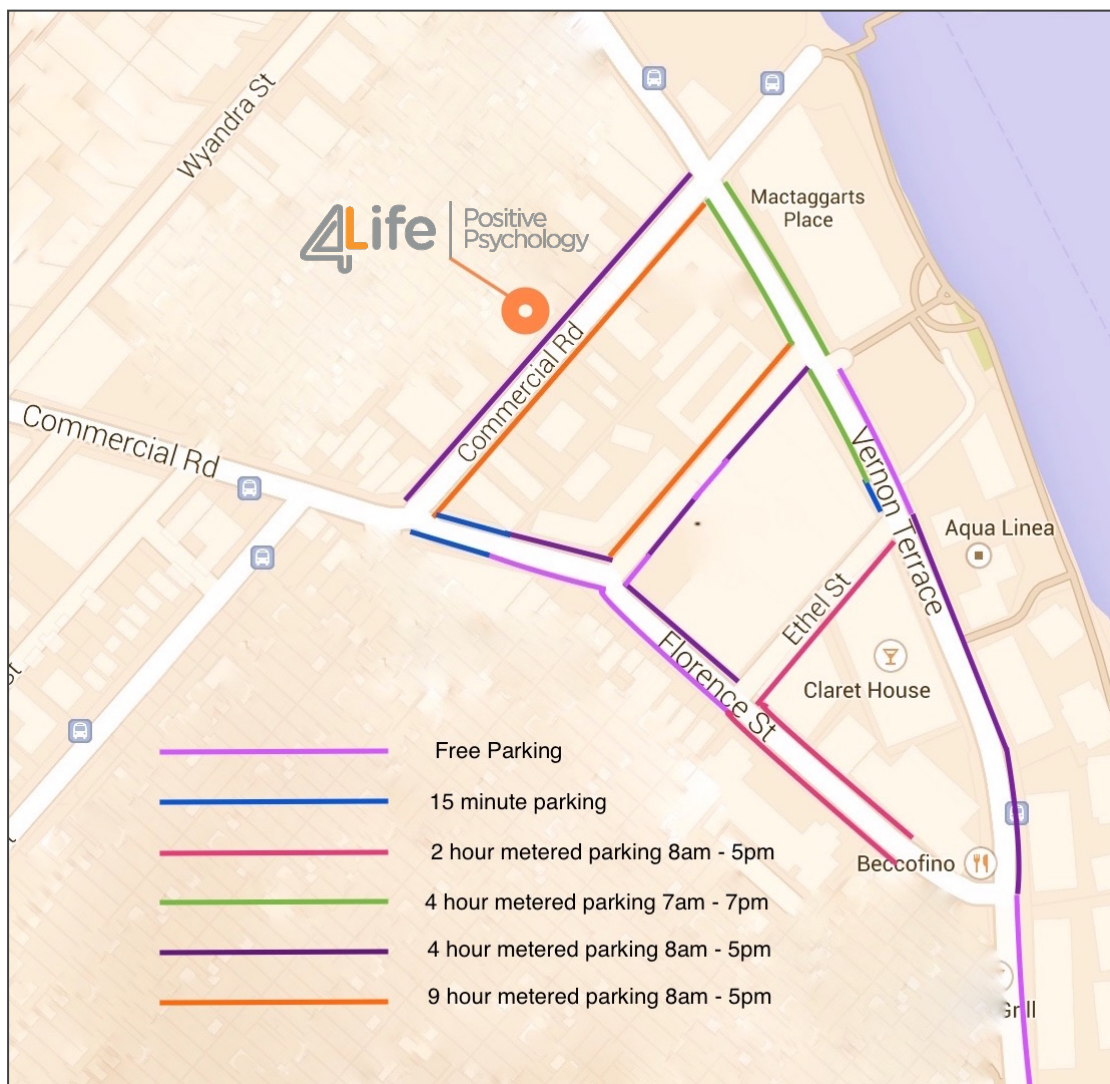 Wyandra St
Mactaggarts
Place
4Life
Positive
Psychology
Commercial Rd
Commercial Rd
Vernon Terrace
Aqua Linea
Ethel St
Claret House
Florence St
st
Free Parking
15 minute parking
2 hour metered parking 8am - 5pm
Beccofino
4 hour metered parking 7am - 7pm
4 hour metered parking 8am - 5pm
9 hour metered parking 8am - 5pm
Grill